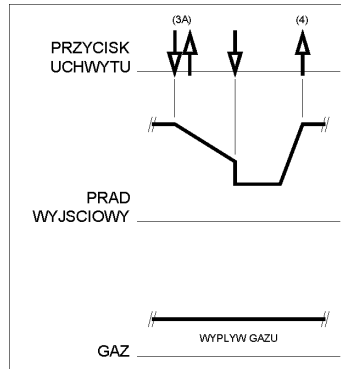 (3A) (4)
PRZYCISK
UCHWYTU
PRAD
WYJSCIOWY
WYPLYW GAZU
GAZ